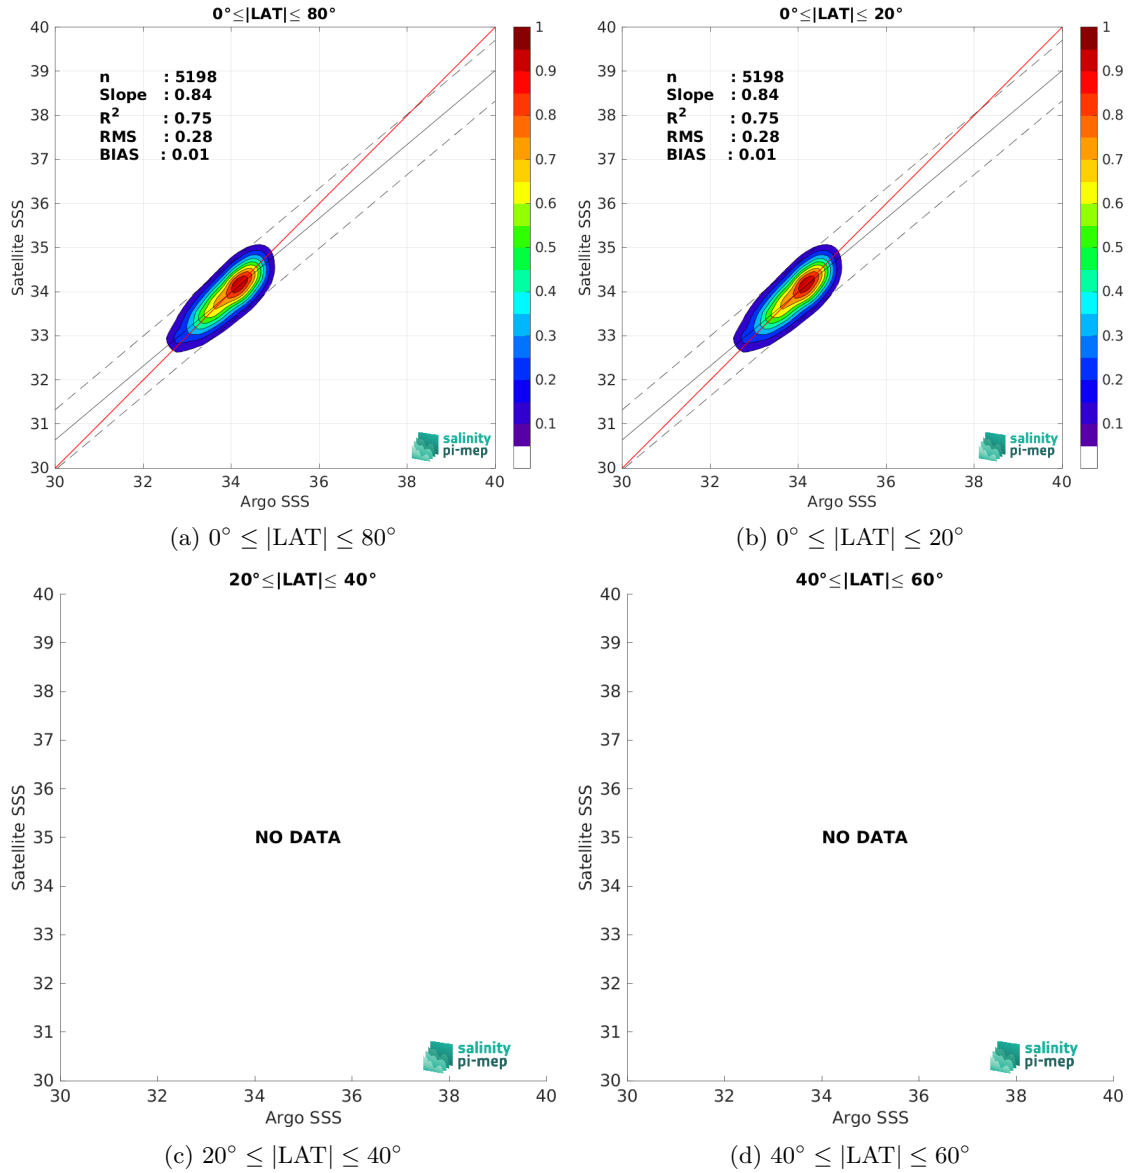 0°≤|LAT|≤ 80°
40
39
38
37
36
35
34
33
32
31
30
Satellite SSS
n : 5198
Slope : 0.84
R² : 0.75
RMS : 0.28
BIAS : 0.01
salinity
pi-mep
30 32 34 36 38 40
Argo SSS
1
0.9
0.8
0.7
0.6
0.5
0.4
0.3
0.2
0.1
(a) 0° ≤ |LAT| ≤ 80°
0°≤|LAT|≤ 20°
40
39
38
37
36
35
34
33
32
31
30
Satellite SSS
n : 5198
Slope : 0.84
R² : 0.75
RMS : 0.28
BIAS : 0.01
salinity
pi-mep
30 32 34 36 38 40
Argo SSS
1
0.9
0.8
0.7
0.6
0.5
0.4
0.3
0.2
0.1
(b) 0° ≤ |LAT| ≤ 20°
20°≤|LAT|≤ 40°
40
39
38
37
36
35
34
33
32
31
30
Satellite SSS
NO DATA
salinity
pi-mep
30 32 34 36 38 40
Argo SSS
(c) 20° ≤ |LAT| ≤ 40°
40°≤|LAT|≤ 60°
40
39
38
37
36
35
34
33
32
31
30
Satellite SSS
NO DATA
salinity
pi-mep
30 32 34 36 38 40
Argo SSS
(d) 40° ≤ |LAT| ≤ 60°